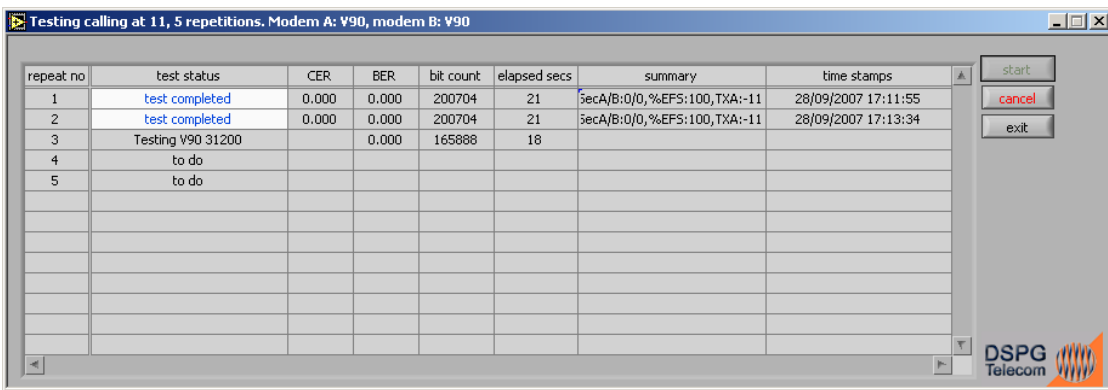 Testing calling at 11, 5 repetitions. Modem A: V90, modem B: V90
repeat no test status CER BER bit count elapsed secs summary time stamps
1 test completed 0.000 0.000 200704 21 SecA/B:0/0,%EFS:100,TXA:-11 28/09/2007 17:11:55
2 test completed 0.000 0.000 200704 21 SecA/B:0/0,%EFS:100,TXA:-11 28/09/2007 17:13:34
3 Testing V90 31200 0.000 165888 18
4 to do
5 to do
start
cancel
exit
DSPG
Telecom